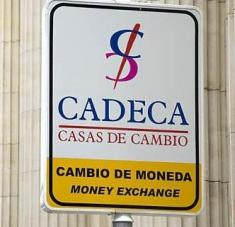 CADECA
CASAS DE CAMBIO
CAMBIO DE MONEDA
MONEY EXCHANGE